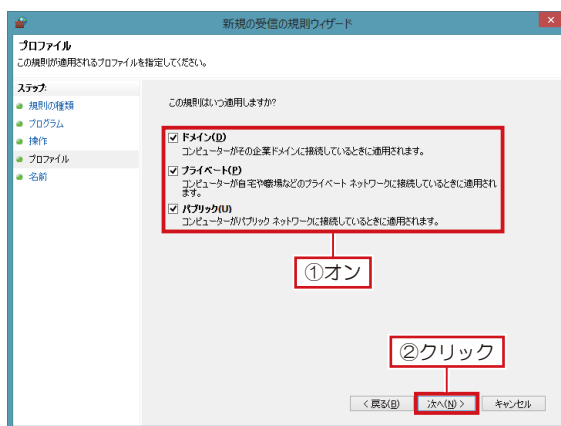 新規の受信の規則ウィザード
プロファイル
この規則が適用されるプロファイルを指定してください。
ステップ:
規則の種類
プログラム
操作
プロファイル
名前
この規則はいつ適用しますか?
ドメイン(D)
コンピューターがその企業ドメインに接続しているときに適用されます。
プライベート(P)
コンピューターが自宅や職場などのプライベート ネットワークに接続しているときに適用され
ます。
パブリック(U)
コンピューターがパブリック ネットワークに接続しているときに適用されます。
①オン
②クリック
< 戻る(B)
次へ(N) >
キャンセル